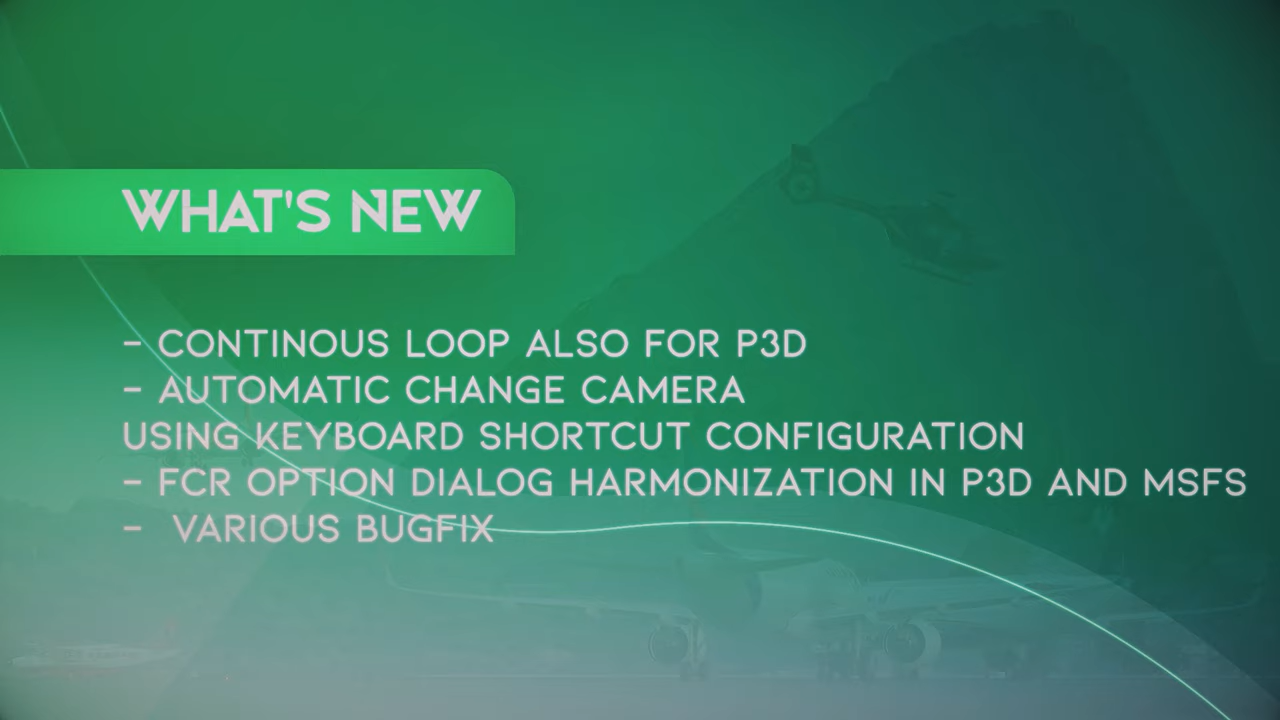 WHAT'S NEW
- CONTINOUS LOOP ALSO FOR P3D
- AUTOMATIC CHANGE CAMERA
USING KEYBOARD SHORTCUT CONFIGURATION
- FCR OPTION DIALOG HARMONIZATION IN P3D AND MSFS
- VARIOUS BUGFIX